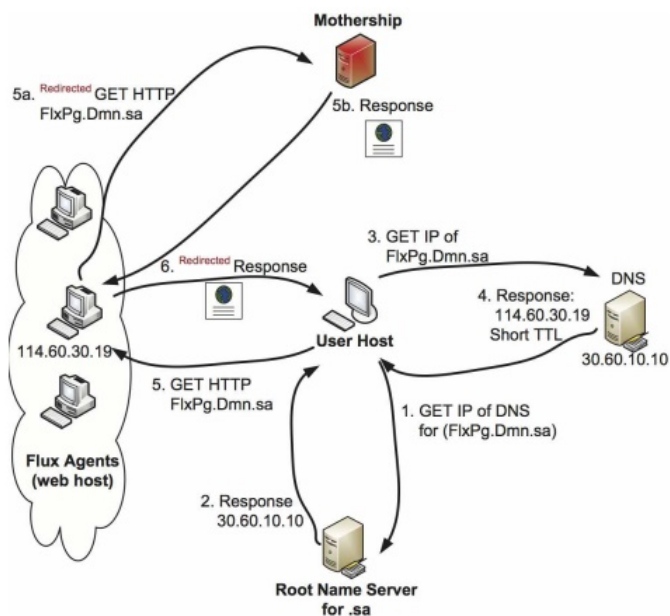 Mothership
5a. Redirected GET HTTP
FlxPg.Dmn.sa
5b. Response
3. GET IP of
FlxPg.Dmn.sa
6. Redirected Response
DNS
4. Response:
114.60.30.19
Short TTL
114.60.30.19
User Host
30.60.10.10
5. GET HTTP
FlxPg.Dmn.sa
1. GET IP of DNS
for (FlxPg.Dmn.sa)
Flux Agents
(web host)
2. Response
30.60.10.10
Root Name Server
for .sa